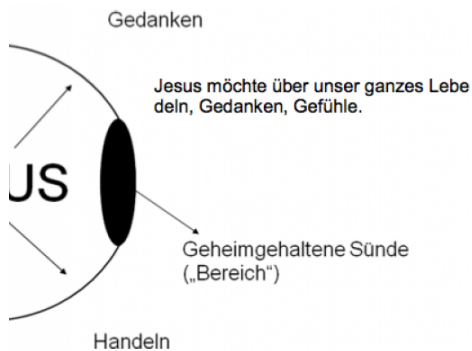 Gedanken
Jesus möchte über unser ganzes Lebe
deln, Gedanken, Gefühle.
US
Geheimgehaltene Sünde
(„Bereich“)
Handeln